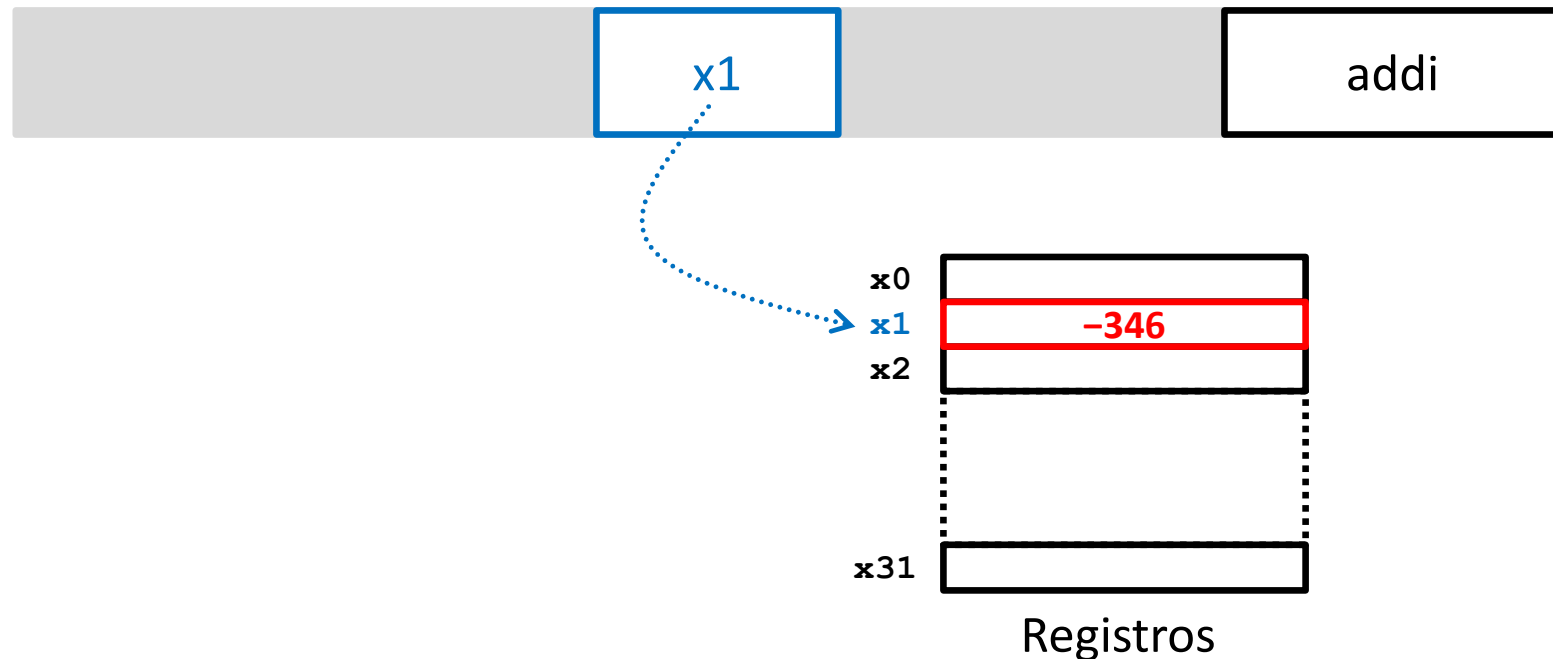 x1 addi
x0
x1 –346
x2
x31
Registros